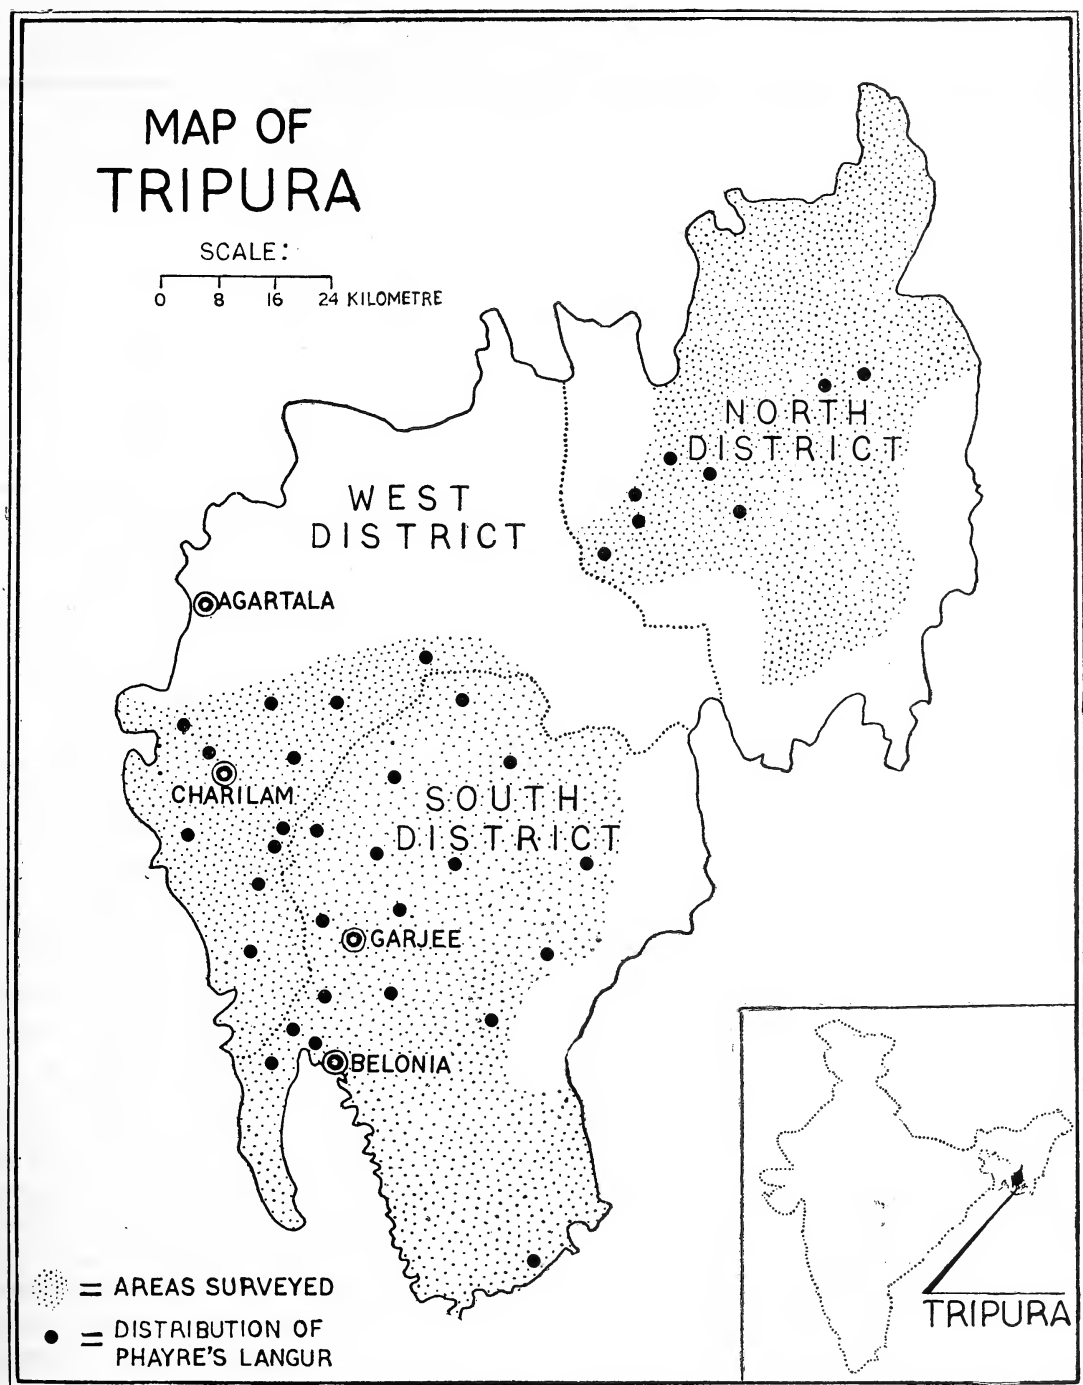 MAP OF
TRIPURA
SCALE:
0 8 16 24 KILOMETRE
NORTH
DISTRICT
WEST
DISTRICT
AGARTALA
CHARILAM
SOUTH
DISTRICT
GARJEE
BELONIA
= AREAS SURVEYED
= DISTRIBUTION OF
PHAYRE'S LANGUR
TRIPURA